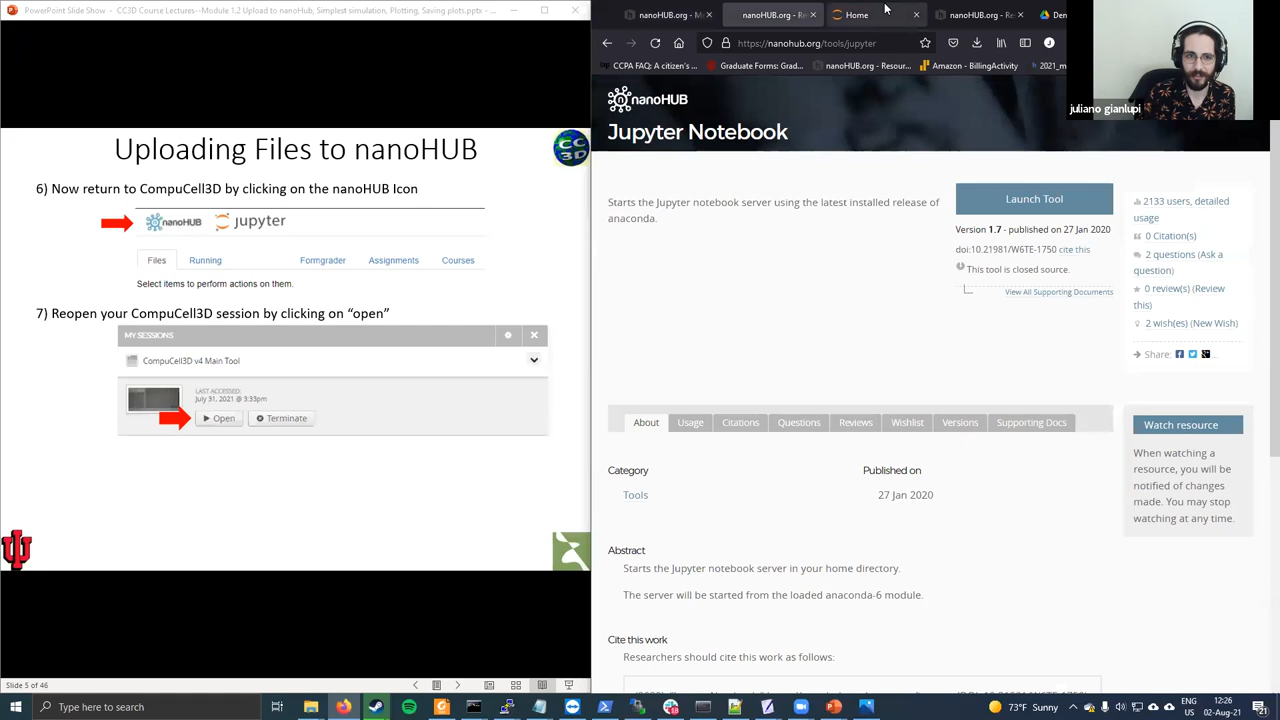 PowerPoint Slide Show - CC3D Course Lectures--Module 1.2 Upload to nanoHub, Simplest simulation, Plotting, Saving plots.pptx - ...
Uploading Files to nanoHUB
CC
3D
6) Now return to CompuCell3D by clicking on the nanoHUB Icon
nanoHUB jupyter
Files Running Formgrader Assignments Courses
Select items to perform actions on them.
7) Reopen your CompuCell3D session by clicking on “open”
MY SESSIONS
CompuCell3D v4 Main Tool
LAST ACCESSED:
July 31, 2021 @ 3:33pm
Open Terminate
Slide 5 of 46
nanoHUB.org - M nanoHUB.org - Re Home nanoHUB.org - Re Den
https://nanohub.org/tools/jupyter
CCPA FAQ: A citizen's... Graduate Forms: Grad... nanoHUB.org - Resour... Amazon - BillingActivity 2021_m
juliano gianlupi
nanoHUB
Jupyter Notebook
Starts the Jupyter notebook server using the latest installed release of
anaconda.
Launch Tool
Version 1.7 - published on 27 Jan 2020
doi:10.21981/W6TE-1750 cite this
This tool is closed source.
View All Supporting Documents
2133 users, detailed
usage
0 Citation(s)
2 questions (Ask a
question)
0 review(s) (Review
this)
2 wish(es) (New Wish)
Share: ...
About Usage Citations Questions Reviews Wishlist Versions Supporting Docs
Watch resource
When watching a
resource, you will be
notified of changes
made. You may stop
watching at any time.
Category Published on
Tools 27 Jan 2020
Abstract
Starts the Jupyter notebook server in your home directory.
The server will be started from the loaded anaconda-6 module.
Cite this work
Researchers should cite this work as follows:
Type here to search
73°F Sunny
ENG
US
12:26
02-Aug-21